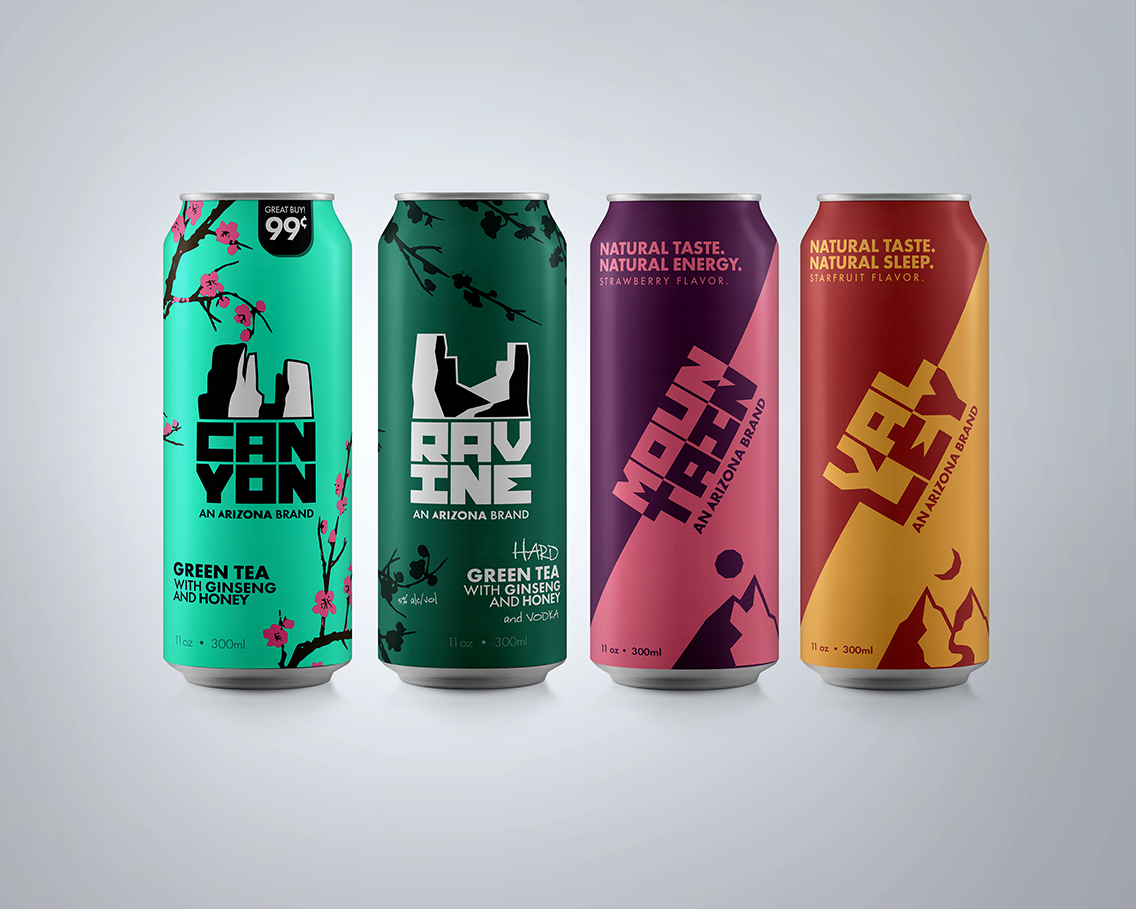 GREAT BUY!
99¢
CAN
YON
AN ARIZONA BRAND
GREEN TEA
WITH GINSENG
AND HONEY
11 oz • 300ml
RAV
INE
AN ARIZONA BRAND
HARD
GREEN TEA
WITH GINSENG
AND HONEY
5% alc/vol
and VODKA
11 oz • 300ml
NATURAL TASTE.
NATURAL ENERGY.
STRAWBERRY FLAVOR.
MOUN
TAIN
AN ARIZONA BRAND
11 oz • 300ml
NATURAL TASTE.
NATURAL SLEEP.
STARFRUIT FLAVOR.
VAL
LEY
AN ARIZONA BRAND
11 oz • 300ml